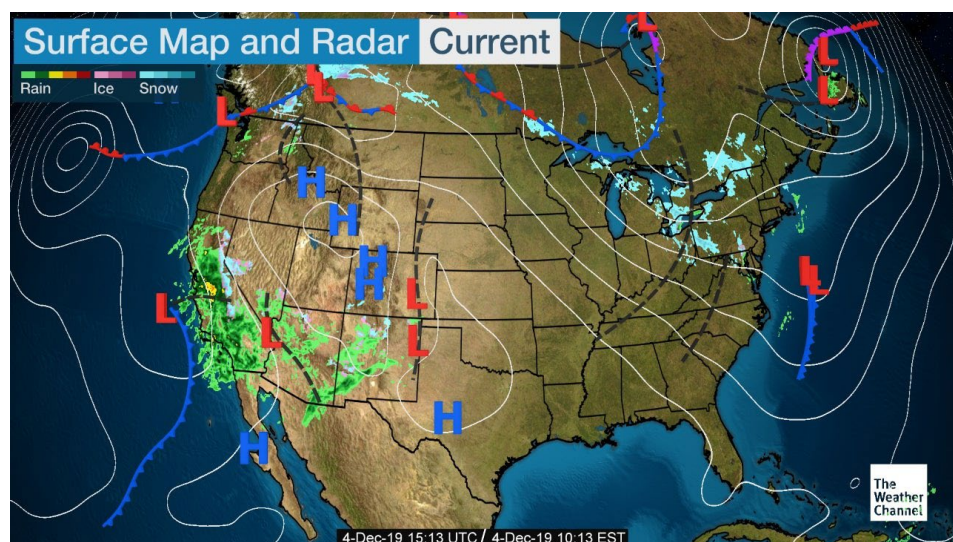 Surface Map and Radar Current
Rain Ice Snow
L
L
L
L
L
L
L
H
H
H
H
H
L
L
L
L
L
L
H
H
The
Weather
Channel
4-Dec-19 15:13 UTC / 4-Dec-19 10:13 EST